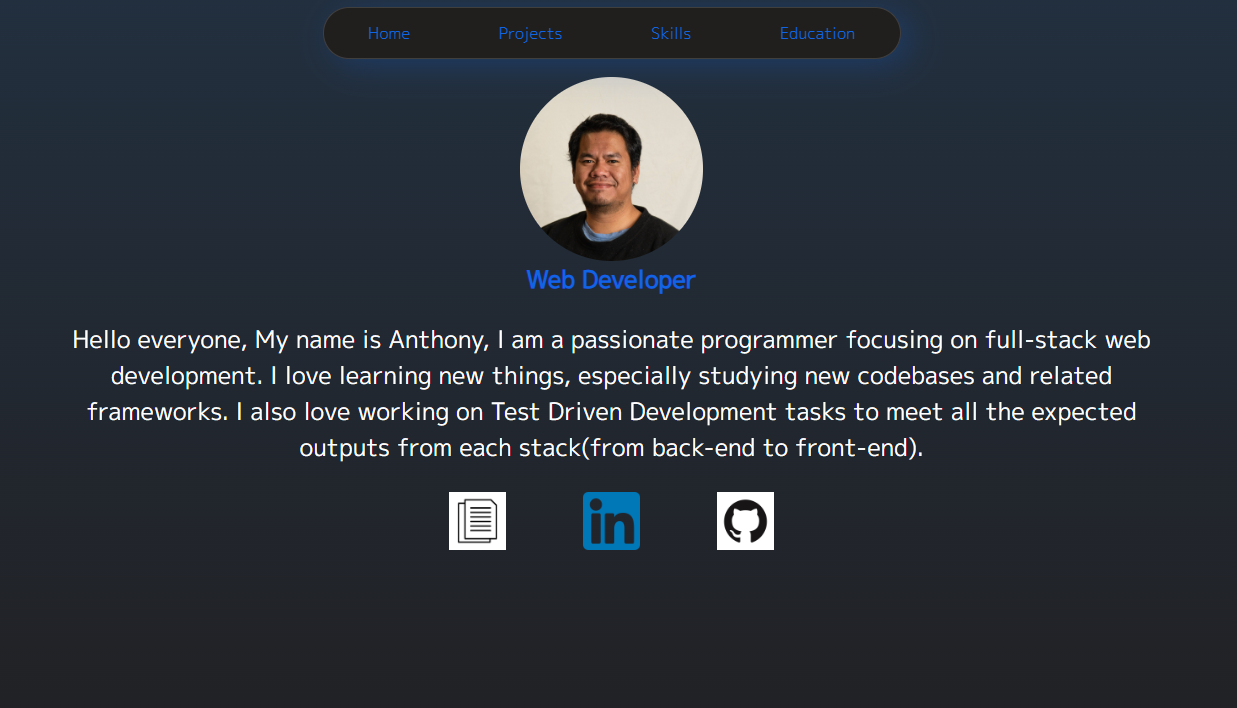 Home Projects Skills Education
Web Developer
Hello everyone, My name is Anthony, I am a passionate programmer focusing on full-stack web
development. I love learning new things, especially studying new codebases and related
frameworks. I also love working on Test Driven Development tasks to meet all the expected
outputs from each stack(from back-end to front-end).
in